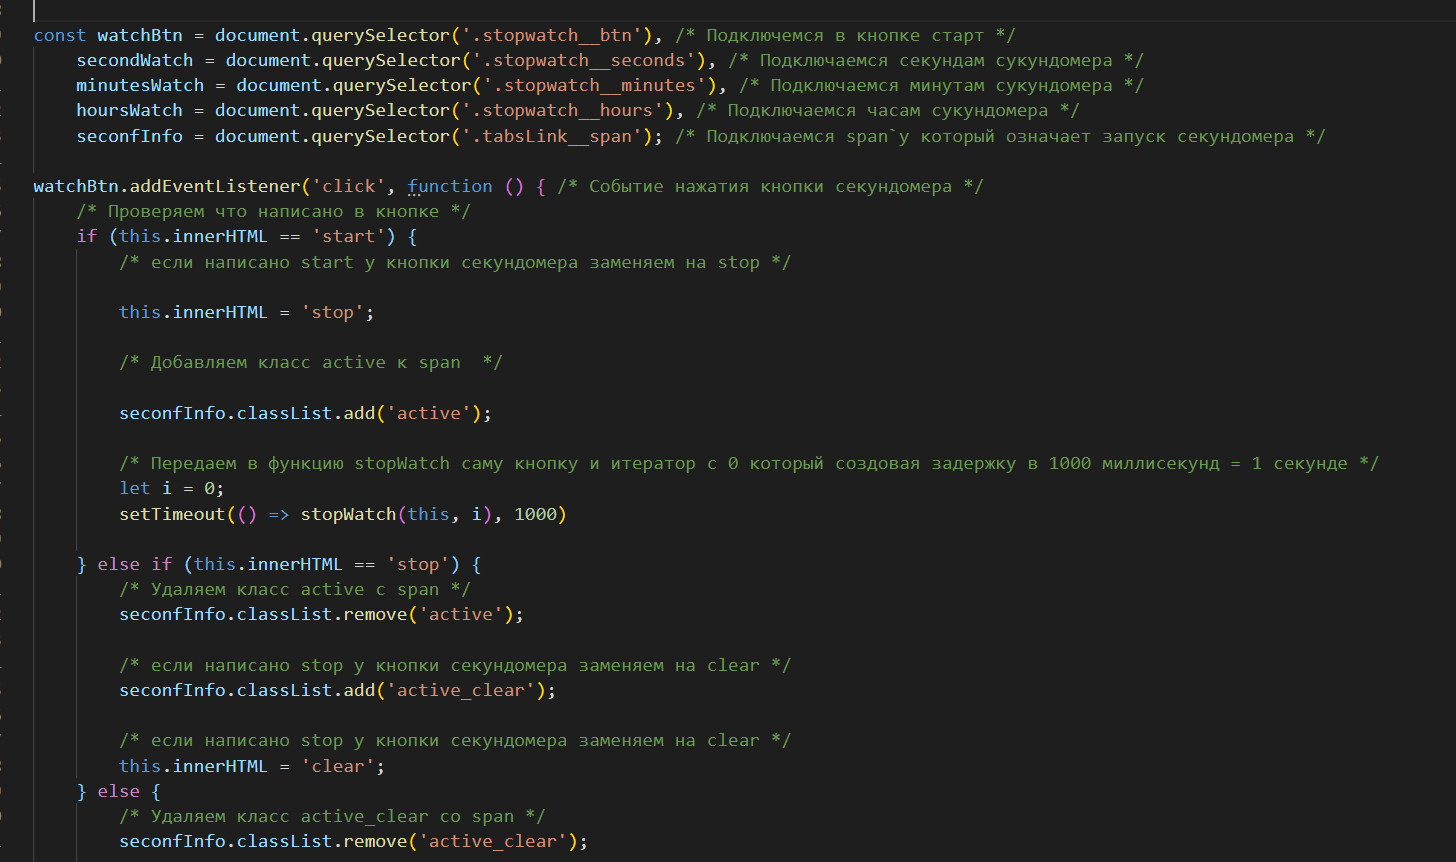 const watchBtn = document.querySelector('.stopwatch__btn'), /* Подключемся в кнопке старт */
secondWatch = document.querySelector('.stopwatch__seconds'), /* Подключаемся секундам сукундомера */
minutesWatch = document.querySelector('.stopwatch__minutes'), /* Подключаемся минутам сукундомера */
hoursWatch = document.querySelector('.stopwatch__hours'), /* Подключаемся часам сукундомера */
seconfInfo = document.querySelector('.tabsLink__span'); /* Подключаемся span`у который означает запуск секундомера */
watchBtn.addEventListener('click', function () { /* Событие нажатия кнопки секундомера */
/* Проверяем что написано в кнопке */
if (this.innerHTML == 'start') {
/* если написано start у кнопки секундомера заменяем на stop */
this.innerHTML = 'stop';
/* Добавляем класс active к span  */
seconfInfo.classList.add('active');
/* Передаем в функцию stopWatch саму кнопку и итератор с 0 который создовая задержку в 1000 миллисекунд = 1 секунде */
let i = 0;
setTimeout(() => stopWatch(this, i), 1000)
} else if (this.innerHTML == 'stop') {
/* Удаляем класс active с span */
seconfInfo.classList.remove('active');
/* если написано stop у кнопки секундомера заменяем на clear */
seconfInfo.classList.add('active_clear');
/* если написано stop у кнопки секундомера заменяем на clear */
this.innerHTML = 'clear';
} else {
/* Удаляем класс active_clear со span */
seconfInfo.classList.remove('active_clear');